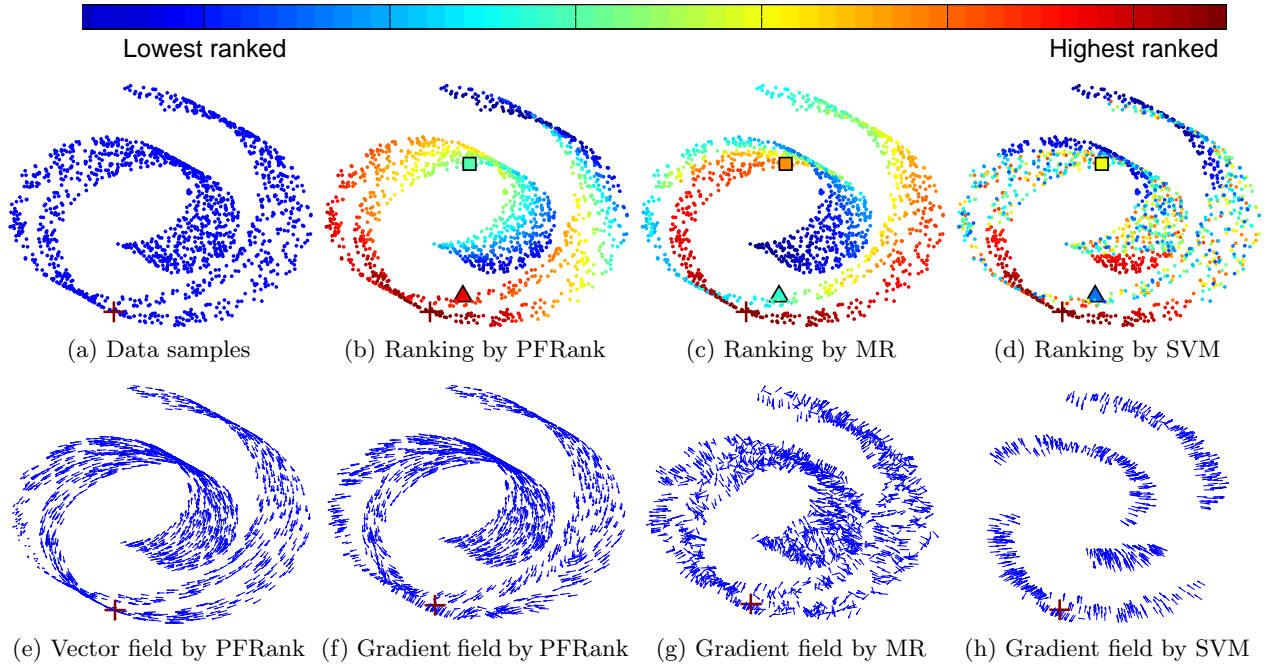 Lowest ranked
Highest ranked
(a) Data samples
(b) Ranking by PFRank
(c) Ranking by MR
(d) Ranking by SVM
(e) Vector field by PFRank
(f) Gradient field by PFRank
(g) Gradient field by MR
(h) Gradient field by SVM